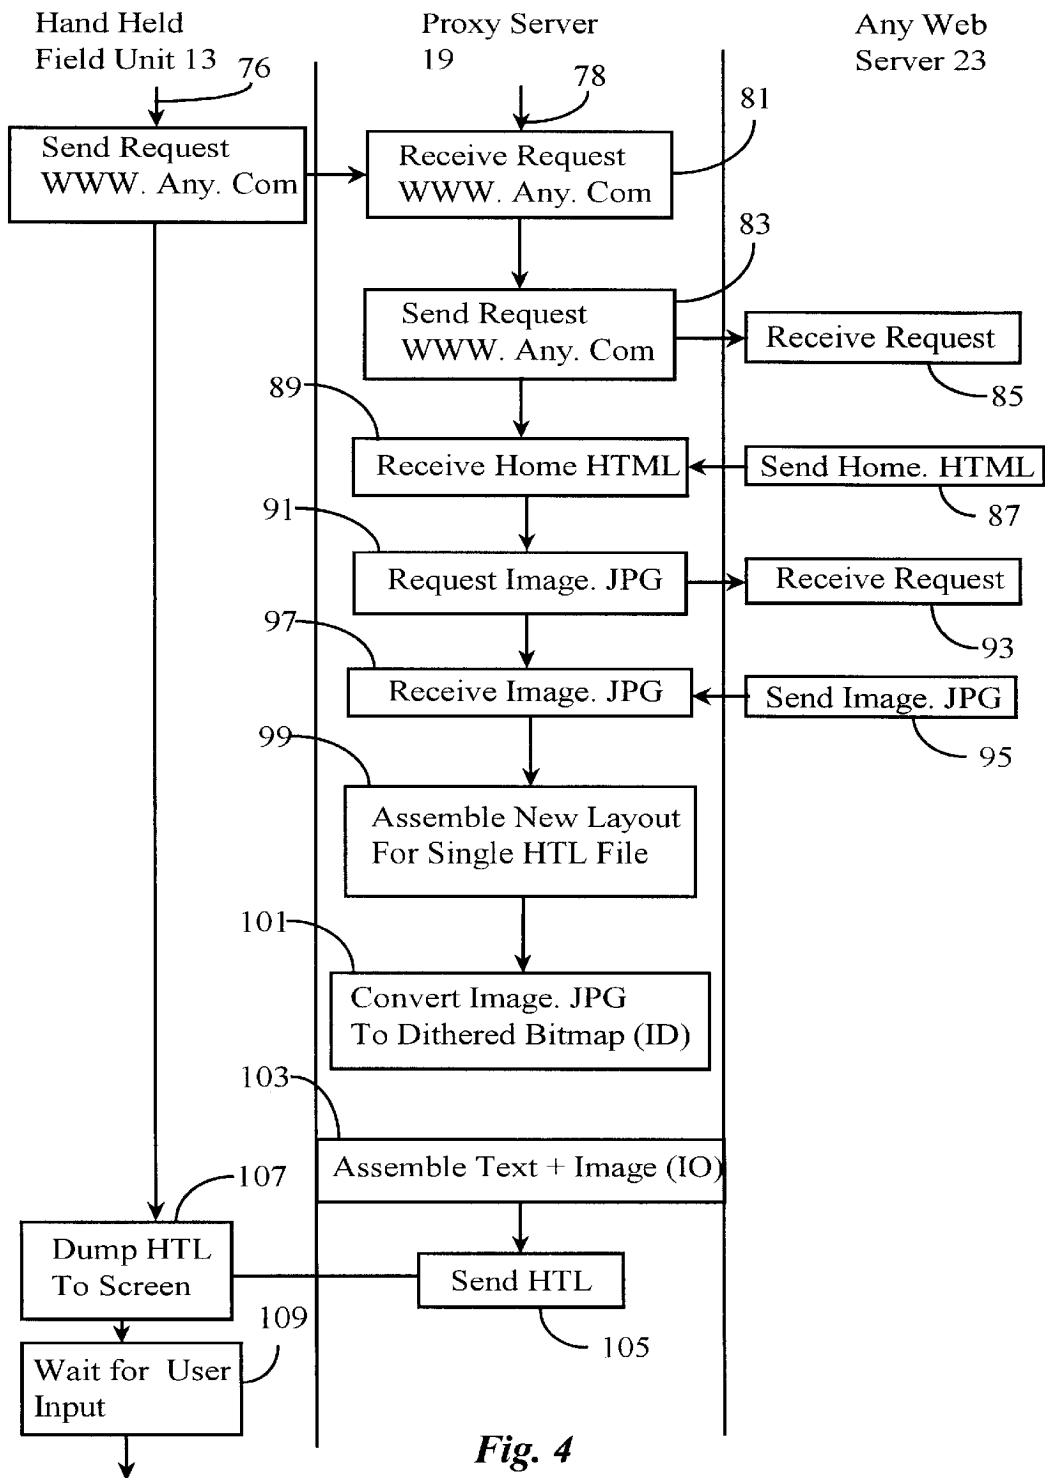 Hand Held
Field Unit 13
Proxy Server
19
Any Web
Server 23
76
78
81
Send Request
WWW. Any. Com
Receive Request
WWW. Any. Com
83
Send Request
WWW. Any. Com
Receive Request
85
89
Receive Home HTML
Send Home. HTML
87
91
Request Image. JPG
Receive Request
93
97
Receive Image. JPG
Send Image. JPG
95
99
Assemble New Layout
For Single HTL File
101
Convert Image. JPG
To Dithered Bitmap (ID)
103
Assemble Text + Image (IO)
107
Dump HTL
To Screen
Send HTL
105
109
Wait for User
Input
Fig. 4